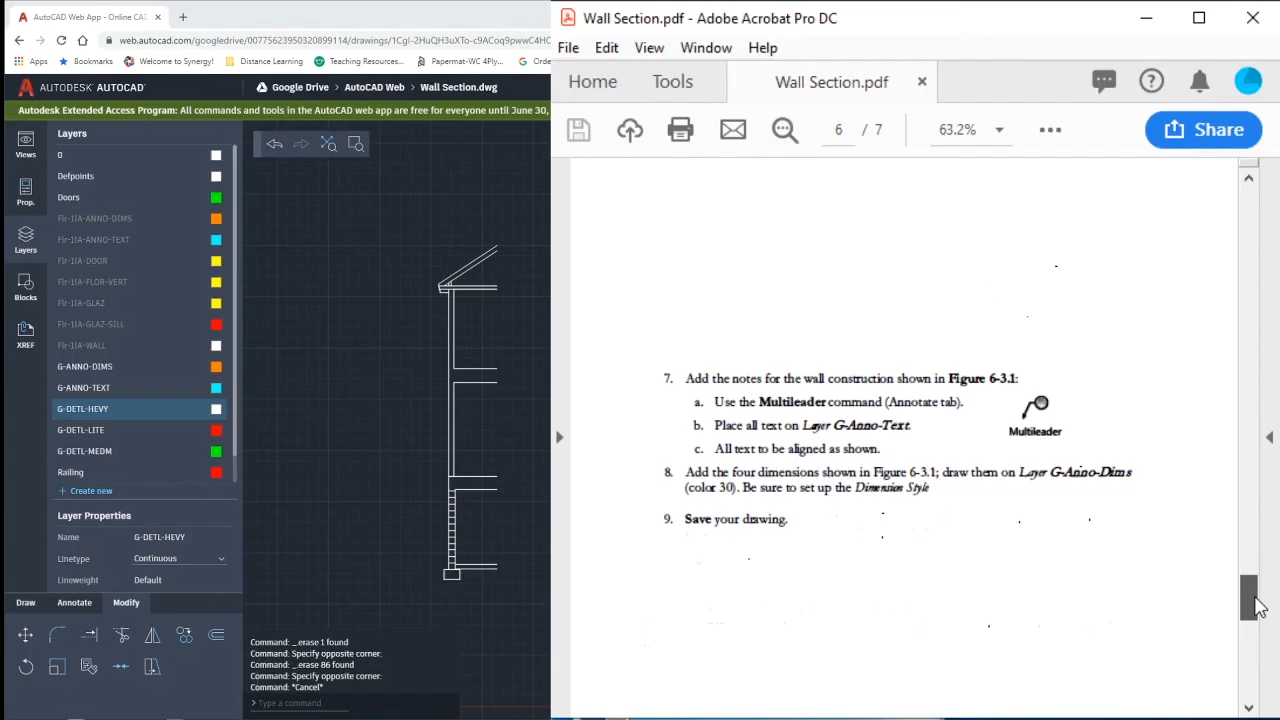 AutoCAD Web App - Online CAD
web.autocad.com/googledrive/00775623950320899114/drawings/1CgI-2HuQH3uXTo-c9ACoq9pwwC4HC
Apps Bookmarks Welcome to Synergy! Distance Learning Teaching Resources... Papermat-WC 4Ply... Orde
AUTODESK AUTOCAD Google Drive AutoCAD Web Wall Section.dwg
Autodesk Extended Access Program: All commands and tools in the AutoCAD web app are free for everyone until June 30,
Views
Prop.
Layers
Blocks
XREF
Layers
0
Defpoints
Doors
Flr-1|A-ANNO-DIMS
Flr-1|A-ANNO-TEXT
Flr-1|A-DOOR
Flr-1|A-FLOR-VERT
Flr-1|A-GLAZ
Flr-1|A-GLAZ-SILL
Flr-1|A-WALL
G-ANNO-DIMS
G-ANNO-TEXT
G-DETL-HEVY
G-DETL-LITE
G-DETL-MEDM
Railing
+ Create new
Layer Properties
Name G-DETL-HEVY
Linetype Continuous
Lineweight Default
Draw Annotate Modify
Command: _erase 1 found
Command: Specify opposite corner:
Command: _erase 86 found
Command: Specify opposite corner:
Command: *Cancel*
Type a command
Wall Section.pdf - Adobe Acrobat Pro DC
File Edit View Window Help
Home Tools Wall Section.pdf
6 / 7 63.2% Share
7. Add the notes for the wall construction shown in Figure 6-3.1:
a. Use the Multileader command (Annotate tab).
b. Place all text on Layer G-Anno-Text.
c. All text to be aligned as shown.
Multileader
8. Add the four dimensions shown in Figure 6-3.1; draw them on Layer G-Anno-Dims
(color 30). Be sure to set up the Dimension Style
9. Save your drawing.